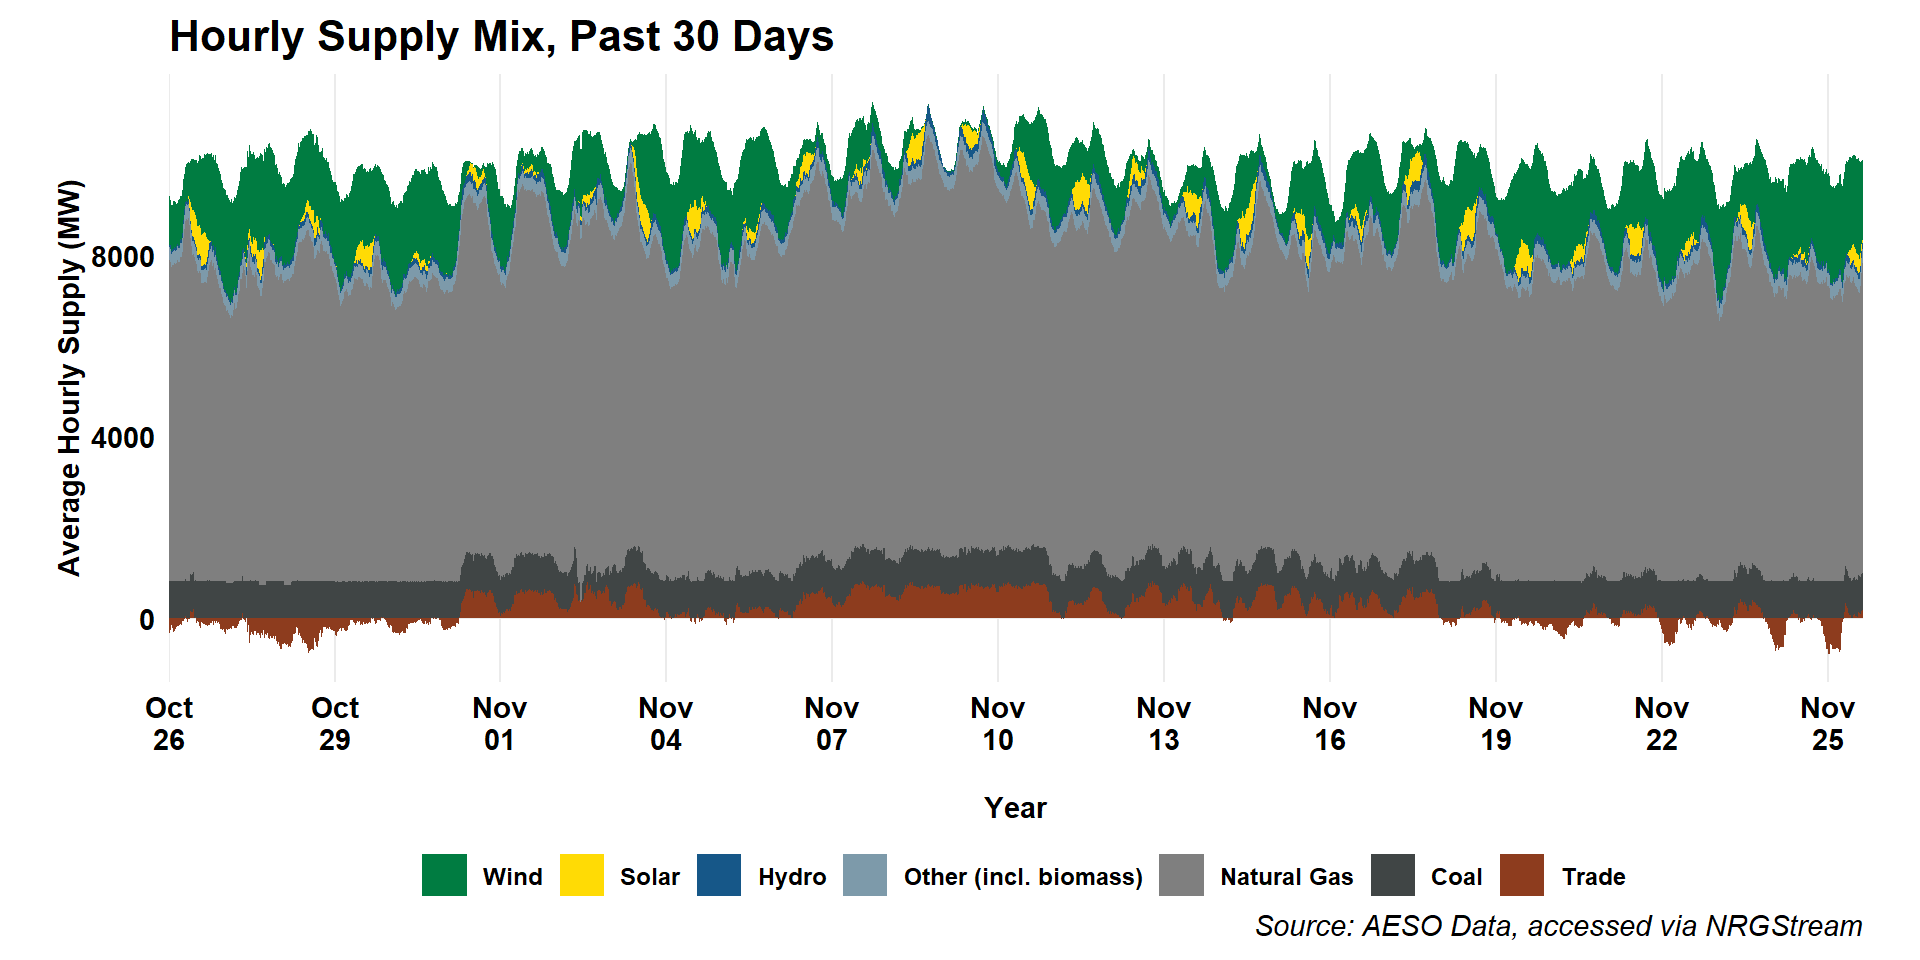 Hourly Supply Mix, Past 30 Days
Average Hourly Supply (MW)
8000
4000
0
Oct 26
Oct 29
Nov 01
Nov 04
Nov 07
Nov 10
Nov 13
Nov 16
Nov 19
Nov 22
Nov 25
Year
Wind Solar Hydro Other (incl. biomass) Natural Gas Coal Trade
Source: AESO Data, accessed via NRGStream